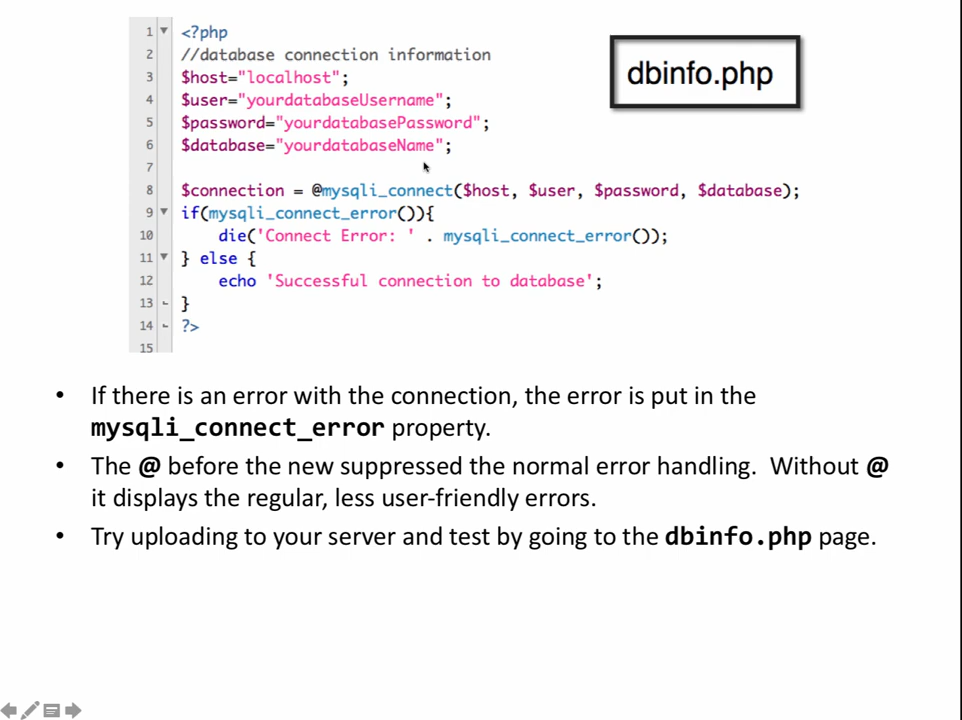 1 <?php
2 //database connection information
3 $host="localhost";
4 $user="yourdatabaseUsername";
5 $password="yourdatabasePassword";
6 $database="yourdatabaseName";
7
8 $connection = @mysqli_connect($host, $user, $password, $database);
9 if(mysqli_connect_error()){
10 die('Connect Error: ' . mysqli_connect_error());
11 } else {
12 echo 'Successful connection to database';
13 }
14 ?>
15
dbinfo.php
• If there is an error with the connection, the error is put in the
mysqli_connect_error property.
• The @ before the new suppressed the normal error handling.  Without @
it displays the regular, less user-friendly errors.
• Try uploading to your server and test by going to the dbinfo.php page.